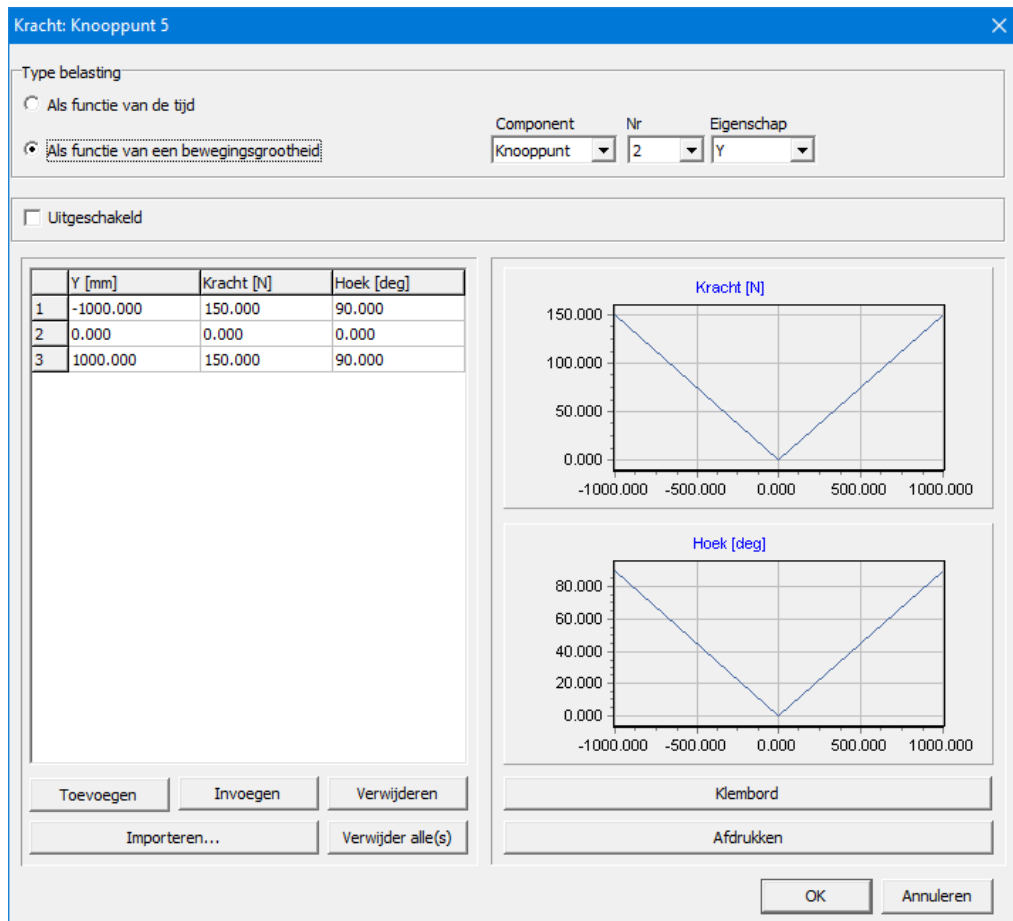 Kracht: Knooppunt 5
Type belasting
Als functie van de tijd
Component Nr Eigenschap
Als functie van een bewegingsgrootheid Knooppunt 2 Y
Uitgeschakeld
Y [mm] Kracht [N] Hoek [deg]
1 -1000.000 150.000 90.000
2 0.000 0.000 0.000
3 1000.000 150.000 90.000
Kracht [N]
150.000
100.000
50.000
0.000
-1000.000 -500.000 0.000 500.000 1000.000
Hoek [deg]
80.000
60.000
40.000
20.000
0.000
-1000.000 -500.000 0.000 500.000 1000.000
Toevoegen Invoegen Verwijderen
Importeren... Verwijder alle(s)
Klembord
Afdrukken
OK Annuleren